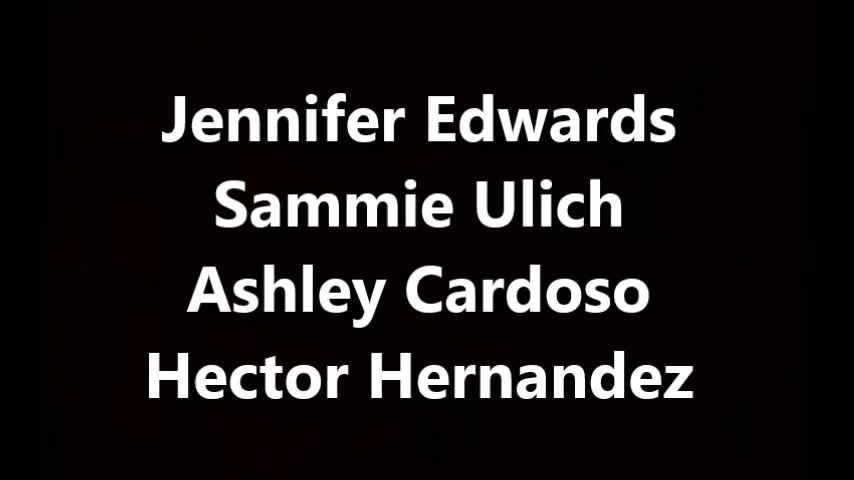 Jennifer Edwards
Sammie Ulich
Ashley Cardoso
Hector Hernandez